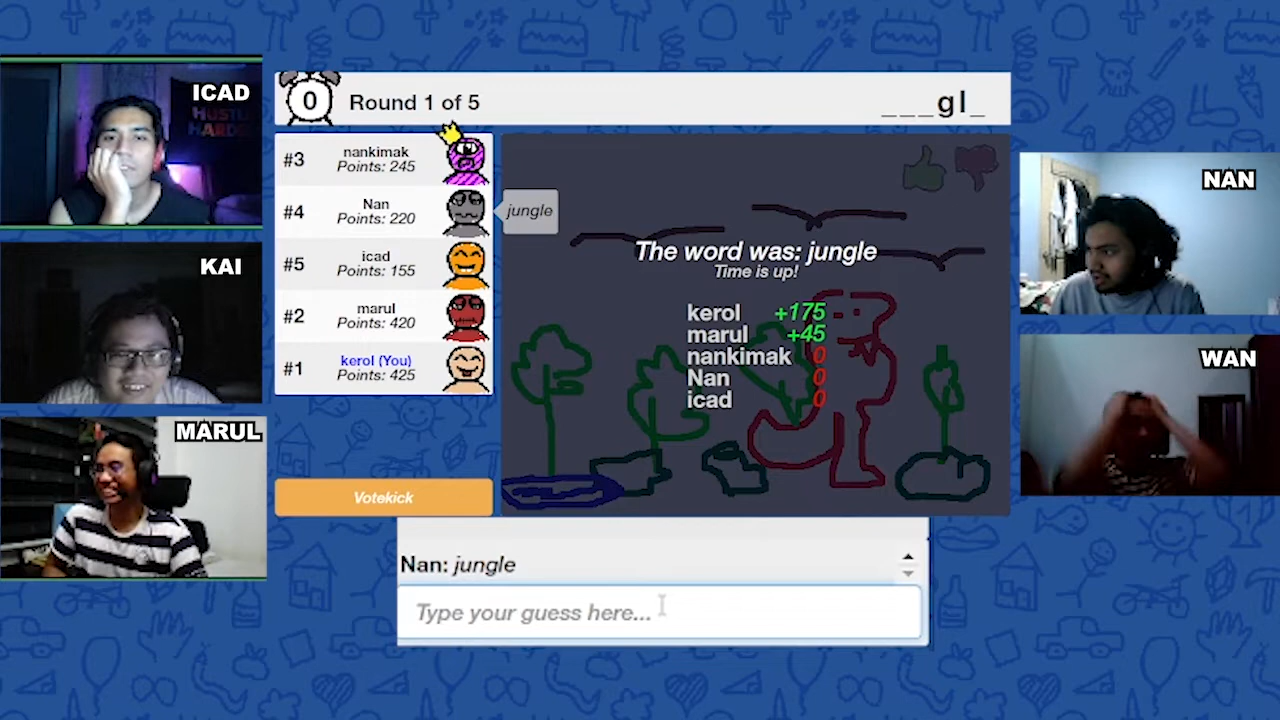 ICAD
HUSTLE
HARDER
KAI
MARUL
NAN
WAN
0
Round 1 of 5
___gl_
#3
nankimak
Points: 245
#4
Nan
Points: 220
#5
icad
Points: 155
#2
marul
Points: 420
#1
kerol (You)
Points: 425
Votekick
jungle
The word was: jungle
Time is up!
kerol +175
marul +45
nankimak 0
Nan 0
icad 0
Nan: jungle
Type your guess here...